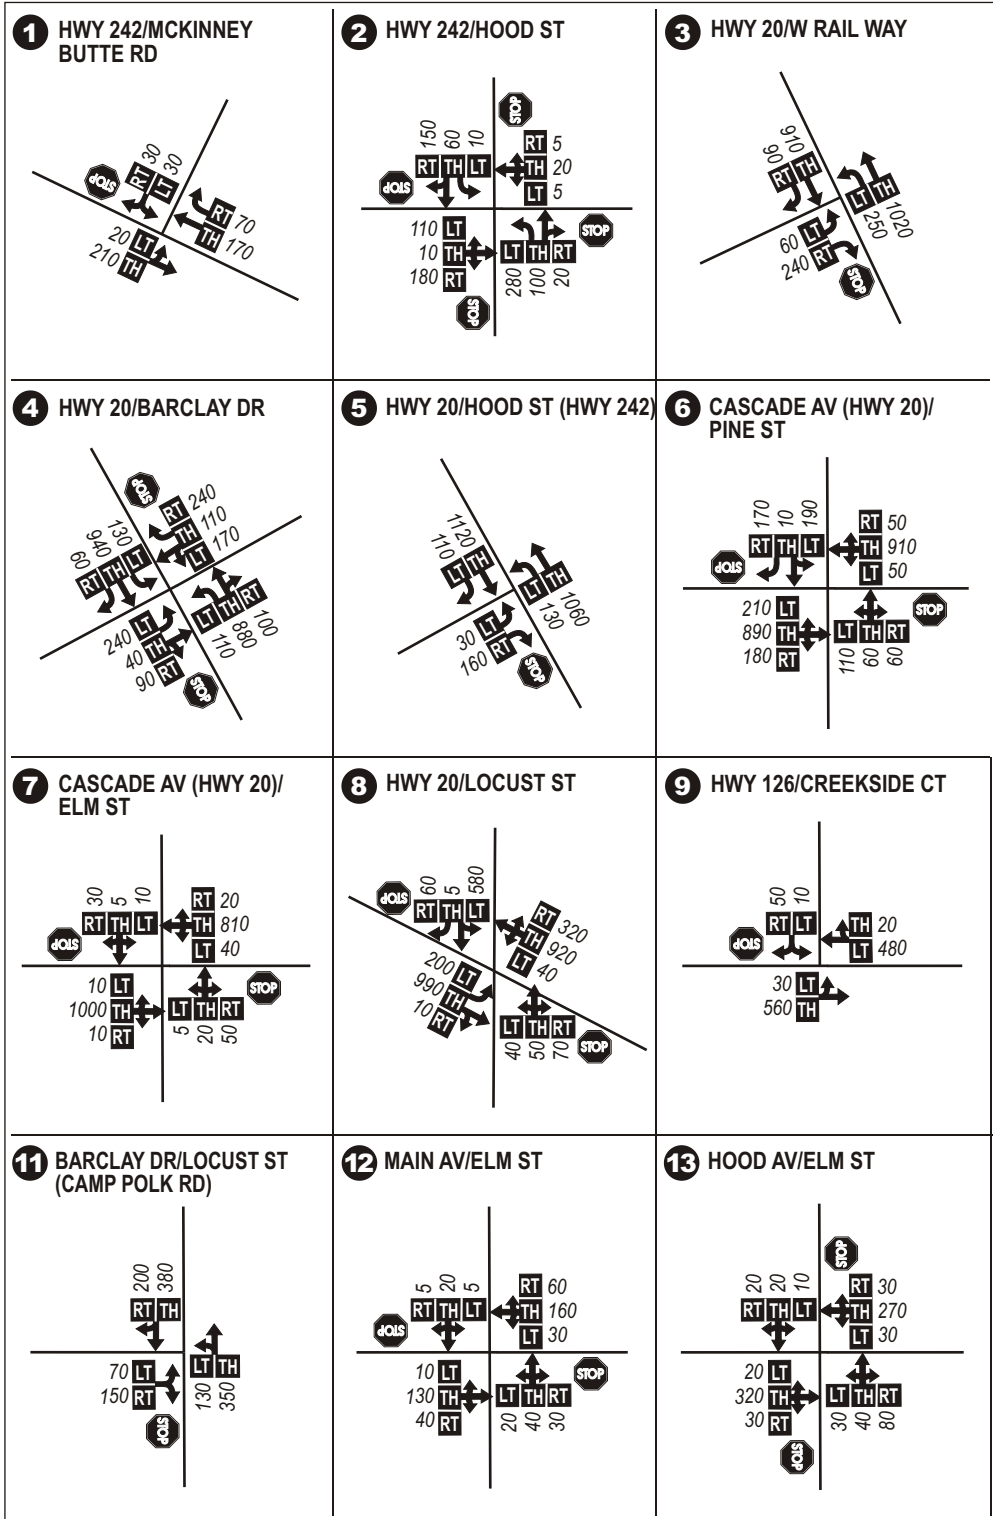 1 HWY 242/MCKINNEY
BUTTE RD
STOP
30 30
RT LT
RT 70
TH 170
20 LT
210 TH
2 HWY 242/HOOD ST
STOP
150 60 10
RT TH LT
RT 5
TH 20
LT 5
STOP
110 LT
10 TH
180 RT
STOP
LT TH RT
280 100 20
STOP
3 HWY 20/W RAIL WAY
90 910
RT TH
LT TH
250 1020
60 LT
240 RT
STOP
4 HWY 20/BARCLAY DR
STOP
RT 240
TH 110
LT 170
60 940 130
RT TH LT
240 LT
40 TH
90 RT
LT TH RT
110 880 100
STOP
5 HWY 20/HOOD ST (HWY 242)
110 1120
LT TH
LT TH
130 1060
30 LT
160 RT
STOP
6 CASCADE AV (HWY 20)/
PINE ST
170 10 190
RT TH LT
RT 50
TH 910
LT 50
STOP
210 LT
890 TH
180 RT
STOP
LT TH RT
110 60 60
7 CASCADE AV (HWY 20)/
ELM ST
30 5 10
RT TH LT
RT 20
TH 810
LT 40
STOP
10 LT
1000 TH
10 RT
STOP
LT TH RT
5 20 50
8 HWY 20/LOCUST ST
STOP
60 5 580
RT TH LT
RT 320
TH 920
LT 40
200 LT
990 TH
10 RT
LT TH RT
40 50 70
STOP
9 HWY 126/CREEKSIDE CT
50 10
RT LT
TH 20
LT 480
STOP
30 LT
560 TH
11 BARCLAY DR/LOCUST ST
(CAMP POLK RD)
200 380
RT TH
70 LT
150 RT
LT TH
130 350
STOP
12 MAIN AV/ELM ST
5 20 5
RT TH LT
RT 60
TH 160
LT 30
STOP
10 LT
130 TH
40 RT
STOP
LT TH RT
20 40 30
13 HOOD AV/ELM ST
STOP
20 20 10
RT TH LT
RT 30
TH 270
LT 30
20 LT
320 TH
30 RT
LT TH RT
30 40 80
STOP